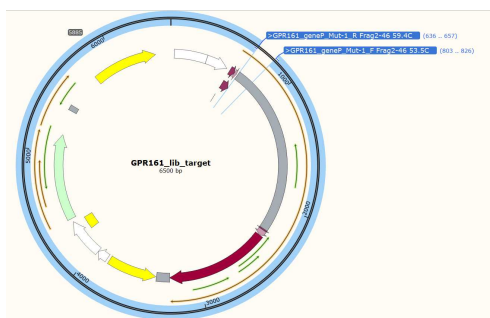 5885
6000
>GPR161_geneP_Mut-1_R Frag2-46 59.4C (636 .. 657)
>GPR161_geneP_Mut-1_F Frag2-46 53.5C (803 .. 826)
1000
GPR161_lib_target
6500 bp
5000
2000
4000
3000